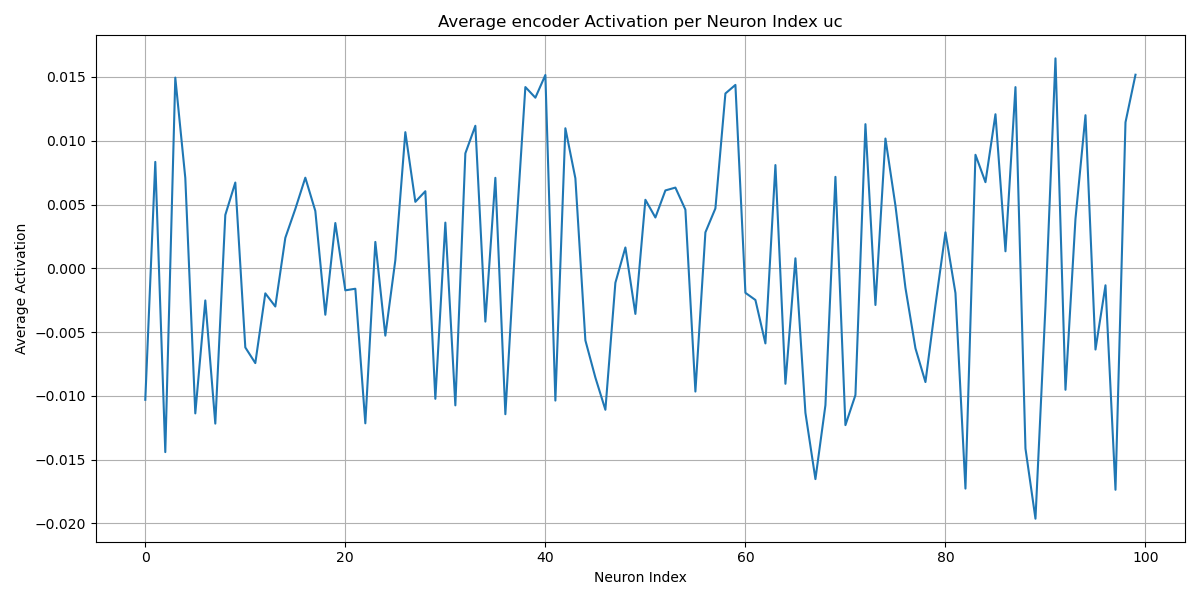 Average encoder Activation per Neuron Index uc
0.015
0.010
0.005
0.000
−0.005
−0.010
−0.015
−0.020
Average Activation
0 20 40 60 80 100
Neuron Index